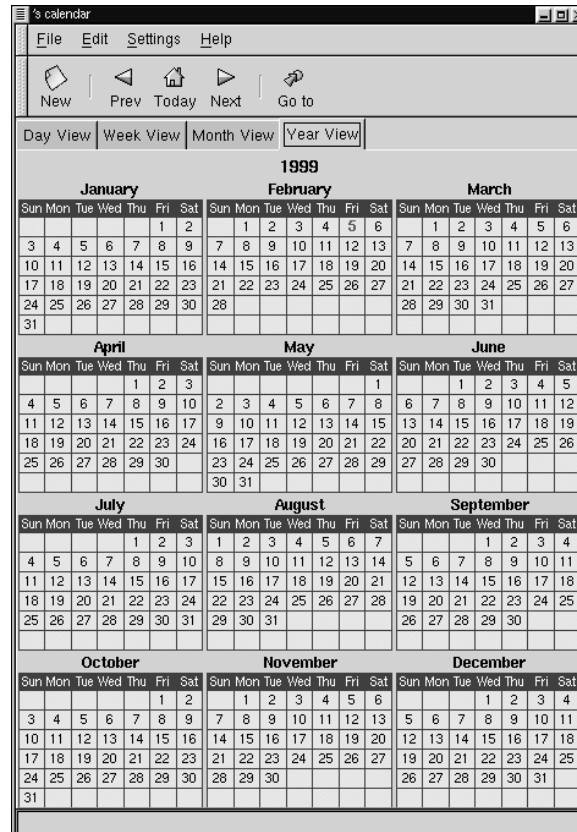 's calendar
File Edit Settings Help
New Prev Today Next Go to
Day View Week View Month View Year View
1999
January February March
Sun Mon Tue Wed Thu Fri Sat Sun Mon Tue Wed Thu Fri Sat Sun Mon Tue Wed Thu Fri Sat
1 2 1 2 3 4 5 6 1 2 3 4 5 6
3 4 5 6 7 8 9 7 8 9 10 11 12 13 7 8 9 10 11 12 13
10 11 12 13 14 15 16 14 15 16 17 18 19 20 14 15 16 17 18 19 20
17 18 19 20 21 22 23 21 22 23 24 25 26 27 21 22 23 24 25 26 27
24 25 26 27 28 29 30 28 28 29 30 31
31
April May June
Sun Mon Tue Wed Thu Fri Sat Sun Mon Tue Wed Thu Fri Sat Sun Mon Tue Wed Thu Fri Sat
1 2 3 1 1 2 3 4 5
4 5 6 7 8 9 10 2 3 4 5 6 7 8 6 7 8 9 10 11 12
11 12 13 14 15 16 17 9 10 11 12 13 14 15 13 14 15 16 17 18 19
18 19 20 21 22 23 24 16 17 18 19 20 21 22 20 21 22 23 24 25 26
25 26 27 28 29 30 23 24 25 26 27 28 29 27 28 29 30
30 31
July August September
Sun Mon Tue Wed Thu Fri Sat Sun Mon Tue Wed Thu Fri Sat Sun Mon Tue Wed Thu Fri Sat
1 2 3 1 2 3 4 5 6 7 1 2 3 4
4 5 6 7 8 9 10 8 9 10 11 12 13 14 5 6 7 8 9 10 11
11 12 13 14 15 16 17 15 16 17 18 19 20 21 12 13 14 15 16 17 18
18 19 20 21 22 23 24 22 23 24 25 26 27 28 19 20 21 22 23 24 25
25 26 27 28 29 30 31 29 30 31 26 27 28 29 30
October November December
Sun Mon Tue Wed Thu Fri Sat Sun Mon Tue Wed Thu Fri Sat Sun Mon Tue Wed Thu Fri Sat
1 2 1 2 3 4 5 6 1 2 3 4
3 4 5 6 7 8 9 7 8 9 10 11 12 13 5 6 7 8 9 10 11
10 11 12 13 14 15 16 14 15 16 17 18 19 20 12 13 14 15 16 17 18
17 18 19 20 21 22 23 21 22 23 24 25 26 27 19 20 21 22 23 24 25
24 25 26 27 28 29 30 28 29 30 26 27 28 29 30 31
31